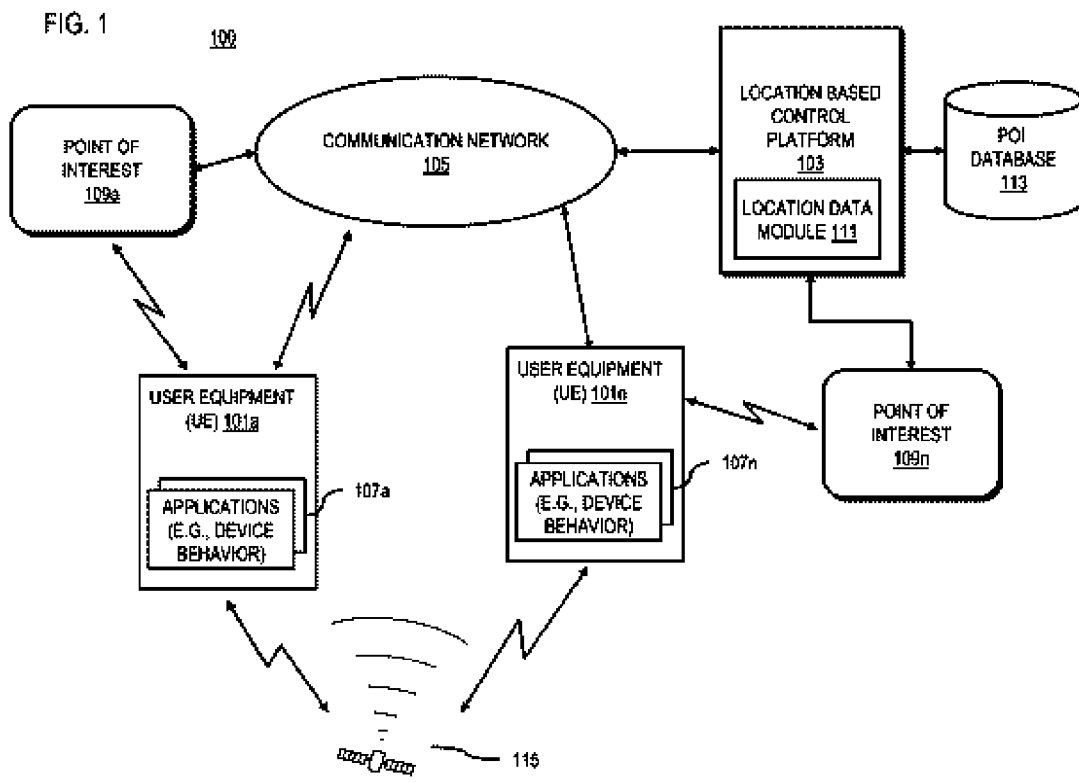 FIG. 1
100
POINT OF
INTEREST
109a
COMMUNICATION NETWORK
105
LOCATION BASED
CONTROL
PLATFORM
103
LOCATION DATA
MODULE 111
POI
DATABASE
113
USER EQUIPMENT
(UE) 101a
APPLICATIONS
(E.G., DEVICE
BEHAVIOR)
107a
USER EQUIPMENT
(UE) 101n
APPLICATIONS
(E.G., DEVICE
BEHAVIOR)
107n
POINT OF
INTEREST
109n
115